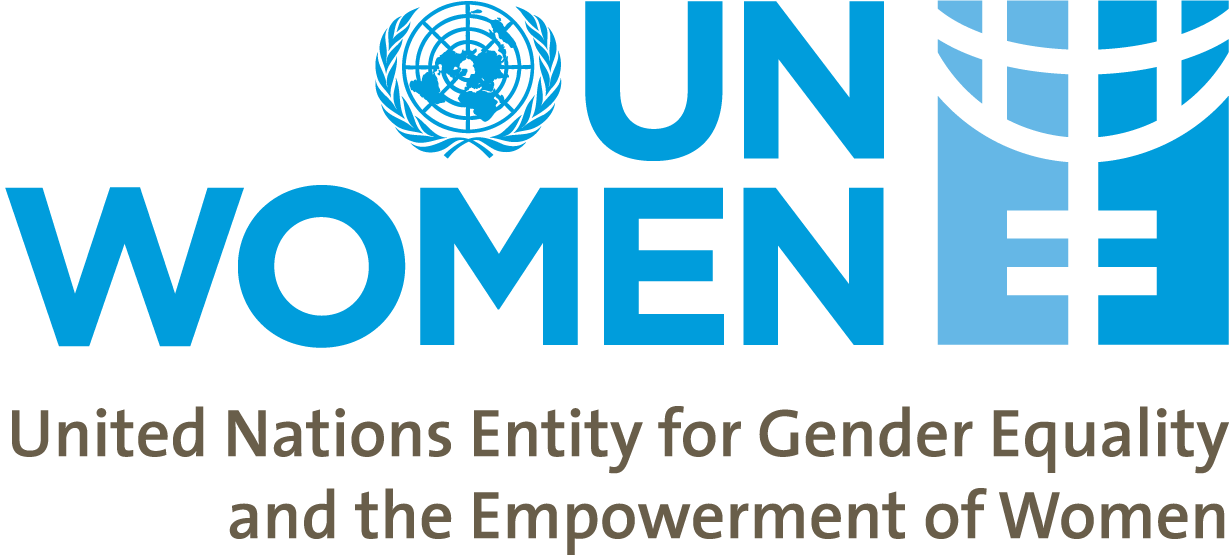 UN
WOMEN
United Nations Entity for Gender Equality
and the Empowerment of Women